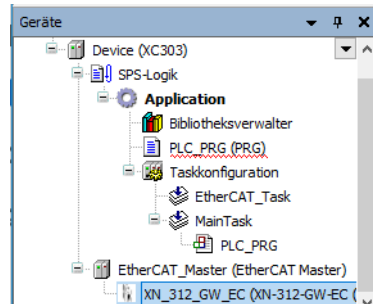 Geräte
Device (XC303)
SPS-Logik
Application
Bibliotheksverwalter
PLC_PRG (PRG)
Taskkonfiguration
EtherCAT_Task
MainTask
PLC_PRG
EtherCAT_Master (EtherCAT Master)
XN_312_GW_EC (XN-312-GW-EC (